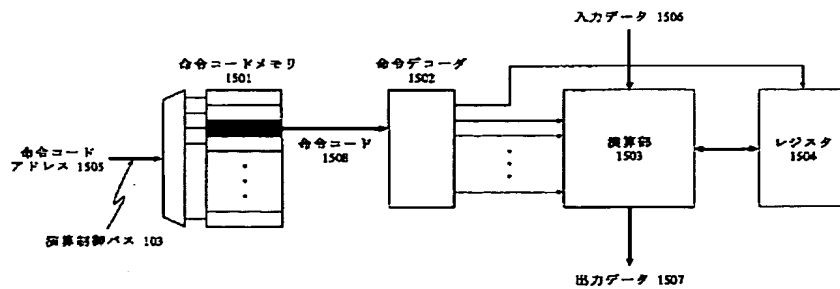 入力データ 1506
命令コードメモリ
1501
命令デコーダ
1502
命令コード
アドレス 1505
命令コード
1508
演算部
1503
レジスタ
1504
演算制御バス 103
出力データ 1507